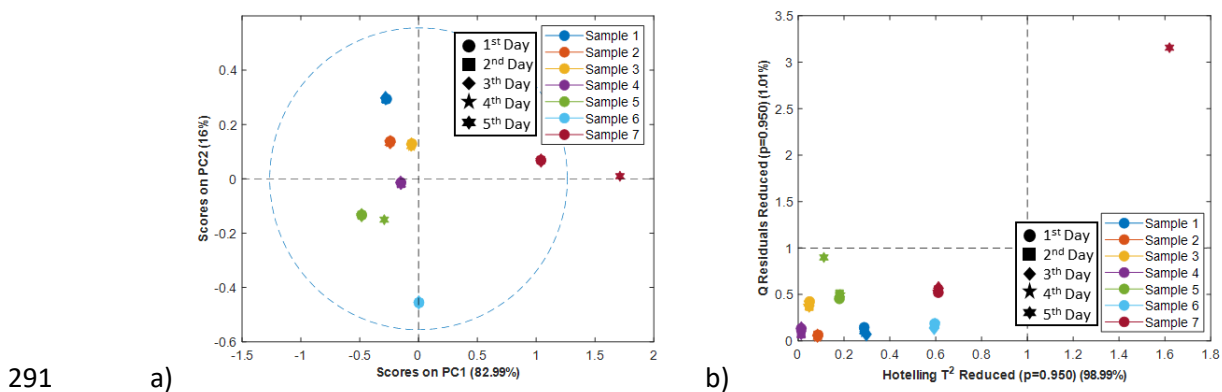 0.4
0.2
0
-0.2
-0.4
-0.6
Scores on PC2 (16%)
-1.5
-1
-0.5
0
0.5
1
1.5
2
Scores on PC1 (82.99%)
1st Day
2nd Day
3th Day
4th Day
5th Day
Sample 1
Sample 2
Sample 3
Sample 4
Sample 5
Sample 6
Sample 7
3.5
3
2.5
2
1.5
1
0.5
0
Q Residuals Reduced (p=0.950) (1.01%)
0
0.2
0.4
0.6
0.8
1
1.2
1.4
1.6
1.8
Hotelling T2 Reduced (p=0.950) (98.99%)
1st Day
2nd Day
3th Day
4th Day
5th Day
Sample 1
Sample 2
Sample 3
Sample 4
Sample 5
Sample 6
Sample 7
291 a) b)